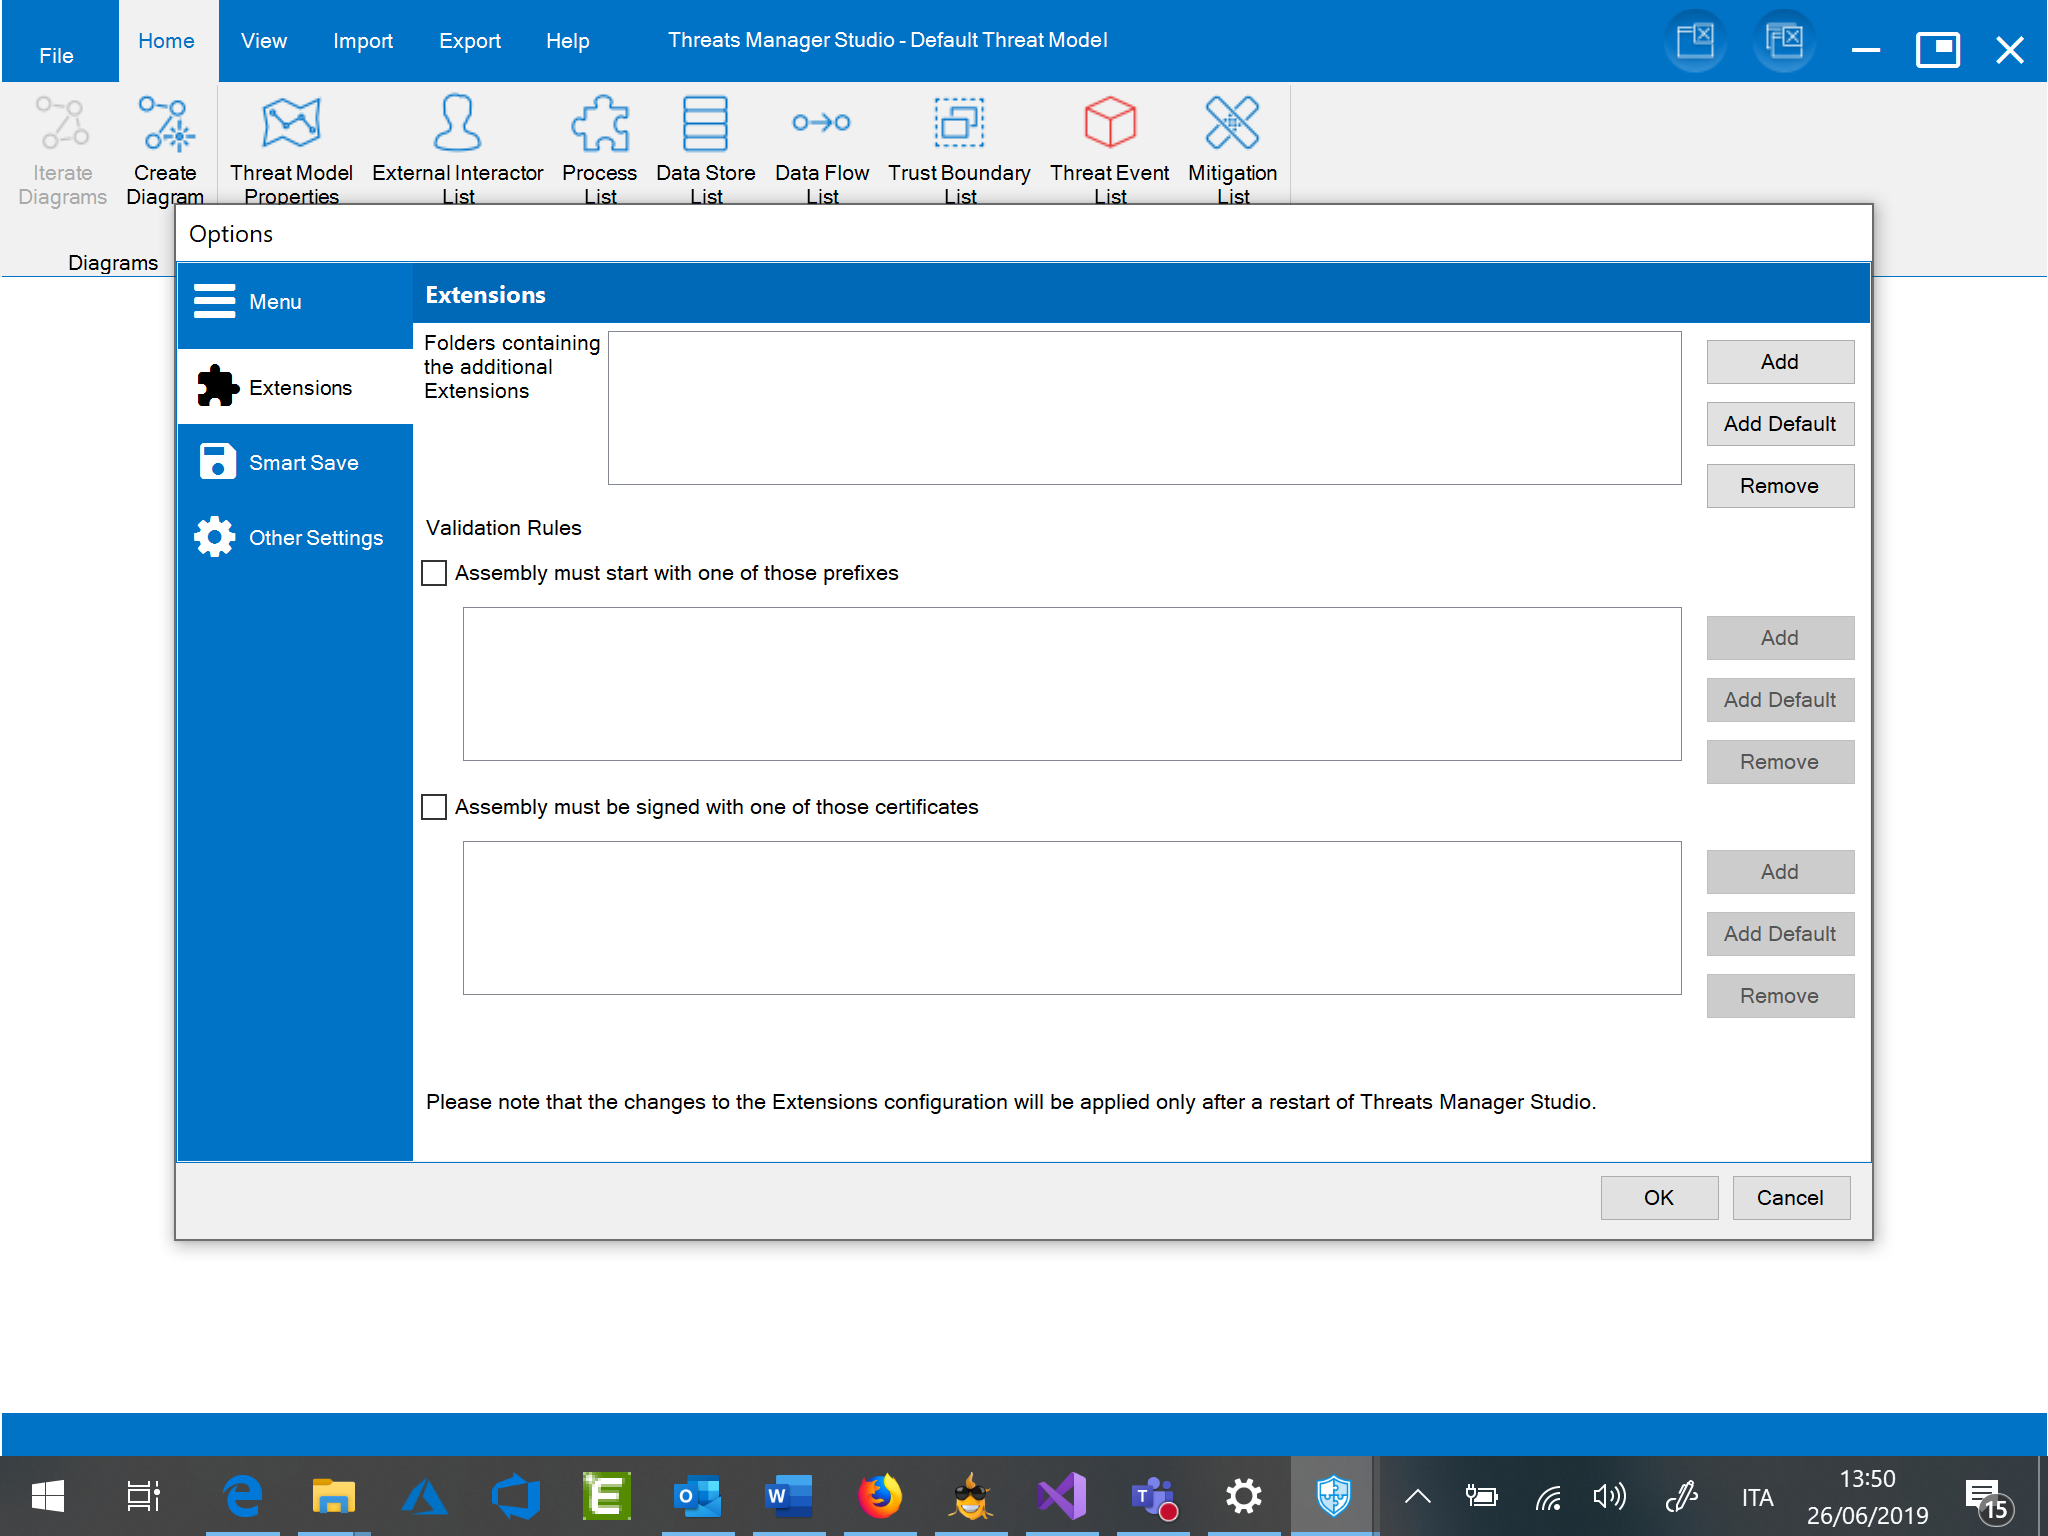 File
Home
View
Import
Export
Help
Threats Manager Studio - Default Threat Model
Iterate
Diagrams
Create
Diagram
Threat Model
Properties
External Interactor
List
Process
List
Data Store
List
Data Flow
List
Trust Boundary
List
Threat Event
List
Mitigation
List
Diagrams
Options
Menu
Extensions
Smart Save
Other Settings
Extensions
Folders containing
the additional
Extensions
Add
Add Default
Remove
Validation Rules
Assembly must start with one of those prefixes
Add
Add Default
Remove
Assembly must be signed with one of those certificates
Add
Add Default
Remove
Please note that the changes to the Extensions configuration will be applied only after a restart of Threats Manager Studio.
OK
Cancel
E
O
W
T
ITA
13:50
26/06/2019
15